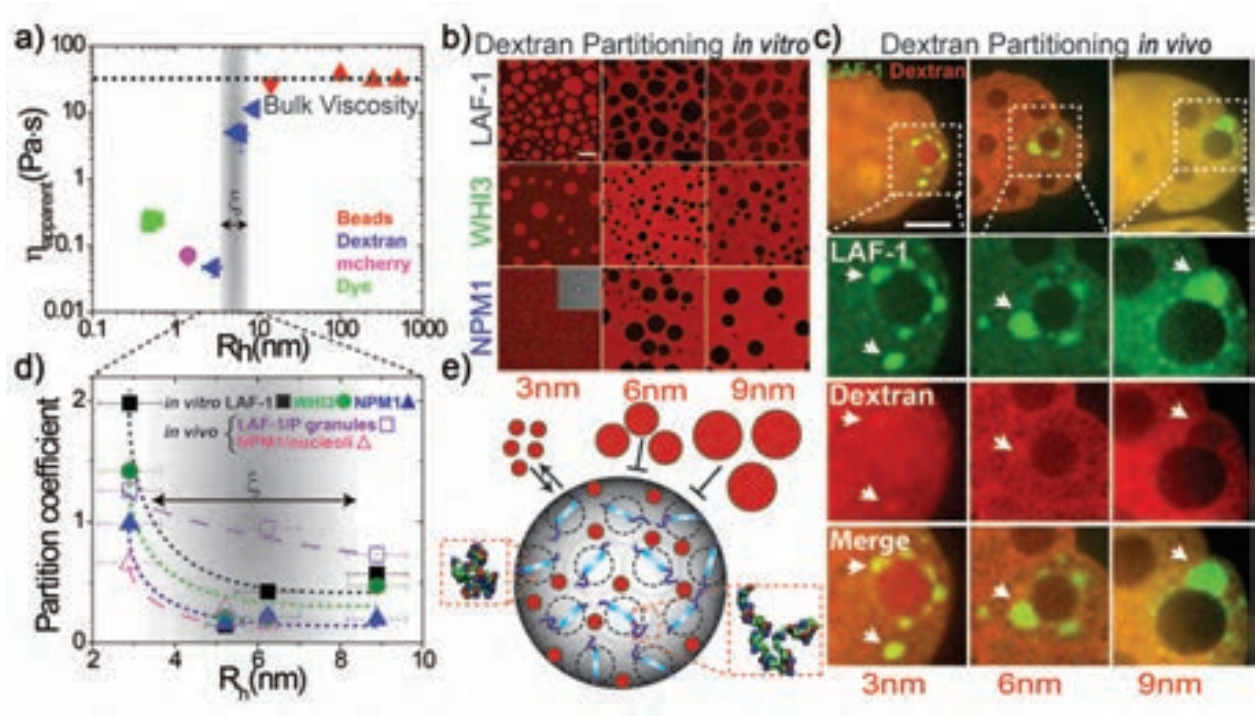 a)
100
10
1
0.1
0.01
η apparent (Pa·s)
Bulk Viscosity
ξ
Beads
Dextran
mcherry
Dye
0.1 1 10 100 1000
Rh(nm)
b) Dextran Partitioning in vitro
LAF-1
WHI3
NPM1
3nm 6nm 9nm
c) Dextran Partitioning in vivo
LAF-1 Dextran
LAF-1
Dextran
Merge
3nm 6nm 9nm
d)
2
1
0
Partition coefficient
in vitro LAF-1 WHI3 NPM1
in vivo
LAF-1/P granules
NPM1/nucleoli
ξ
2 4 6 8 10
Rh(nm)
e)